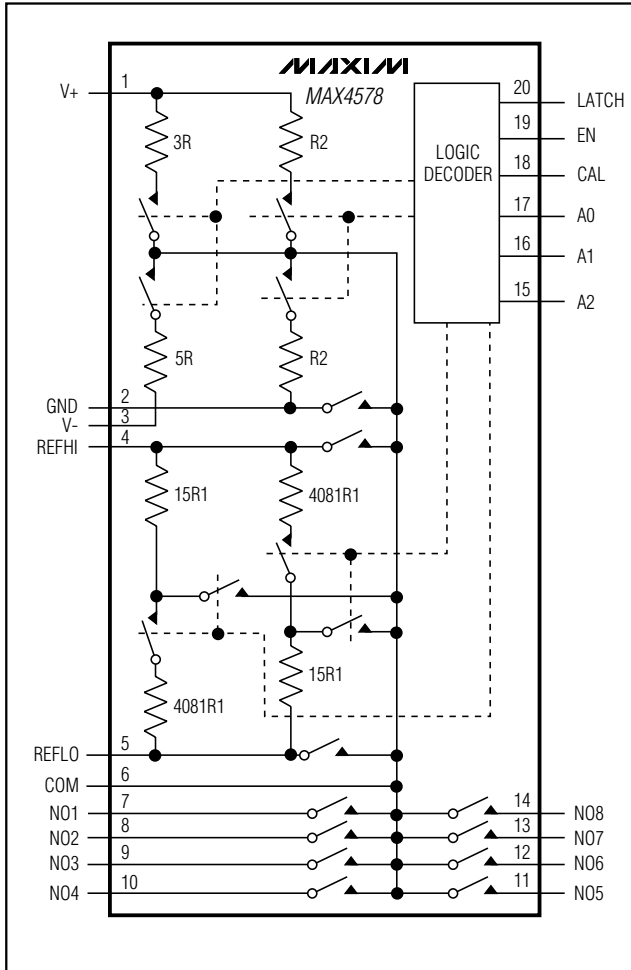 MAXIM
MAX4578
V+ 1
3R
R2
LOGIC
DECODER
20 LATCH
19 EN
18 CAL
17 A0
16 A1
15 A2
5R
R2
GND 2
V- 3
REFHI 4
15R1
4081R1
4081R1
15R1
REFLO 5
COM 6
NO1 7
14 NO8
NO2 8
13 NO7
NO3 9
12 NO6
NO4 10
11 NO5